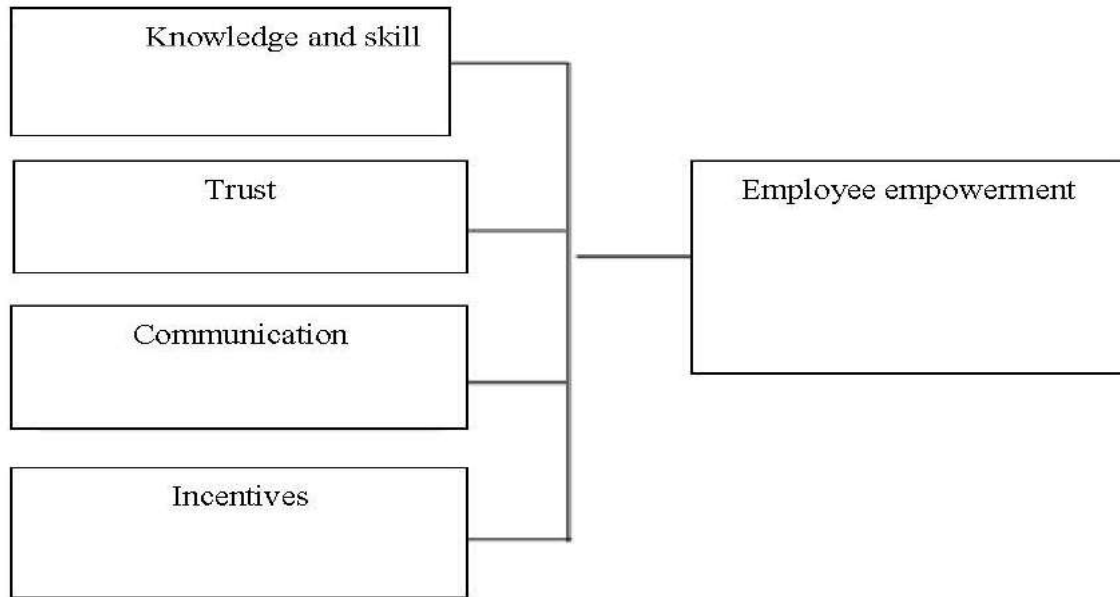 Knowledge and skill
Trust
Employee empowerment
Communication
Incentives